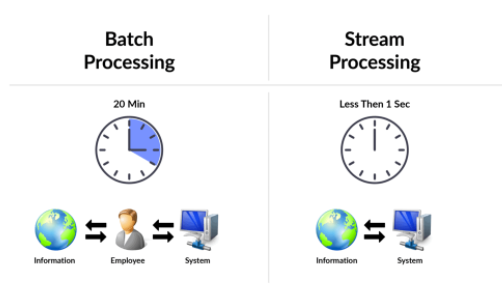 Batch
Processing
Stream
Processing
20 Min
Less Then 1 Sec
Information
Employee
System
Information
System